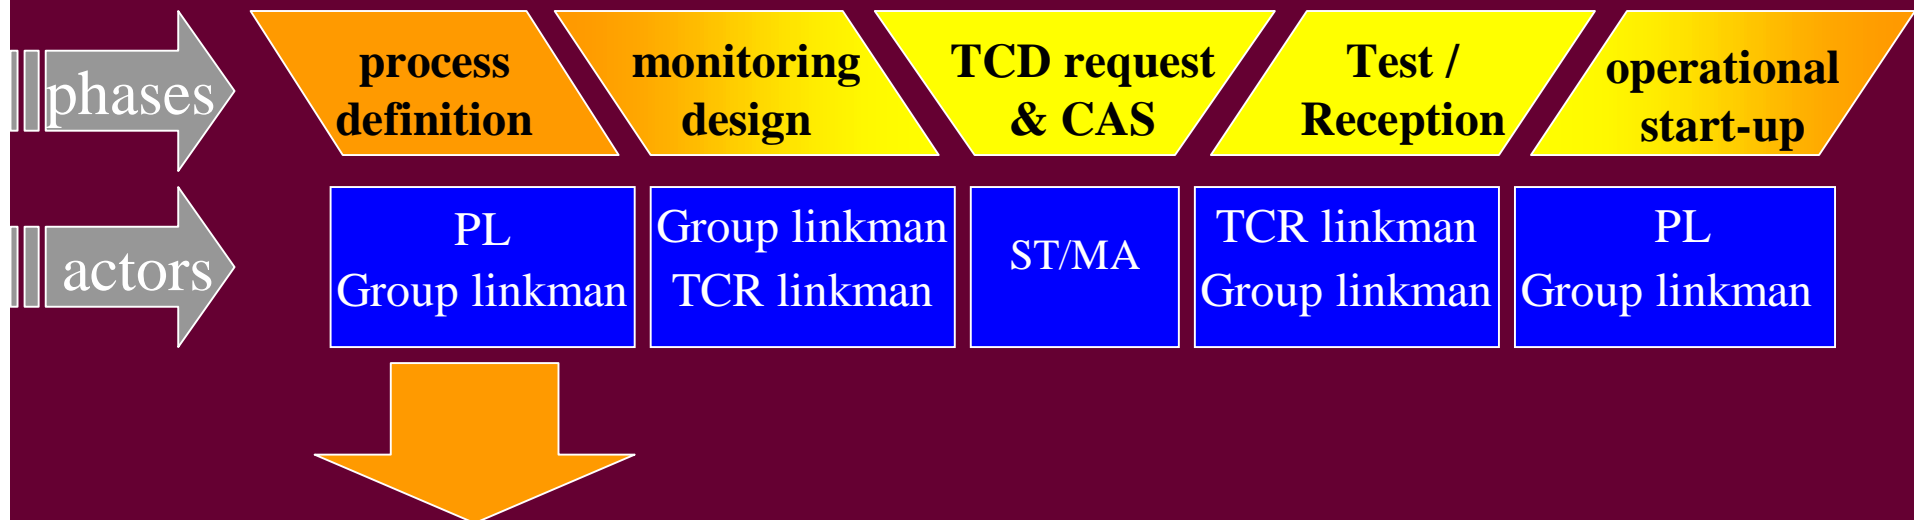 phases
process
definition
monitoring
design
TCD request
& CAS
Test /
Reception
operational
start-up
actors
PL
Group linkman
Group linkman
TCR linkman
ST/MA
TCR linkman
Group linkman
PL
Group linkman